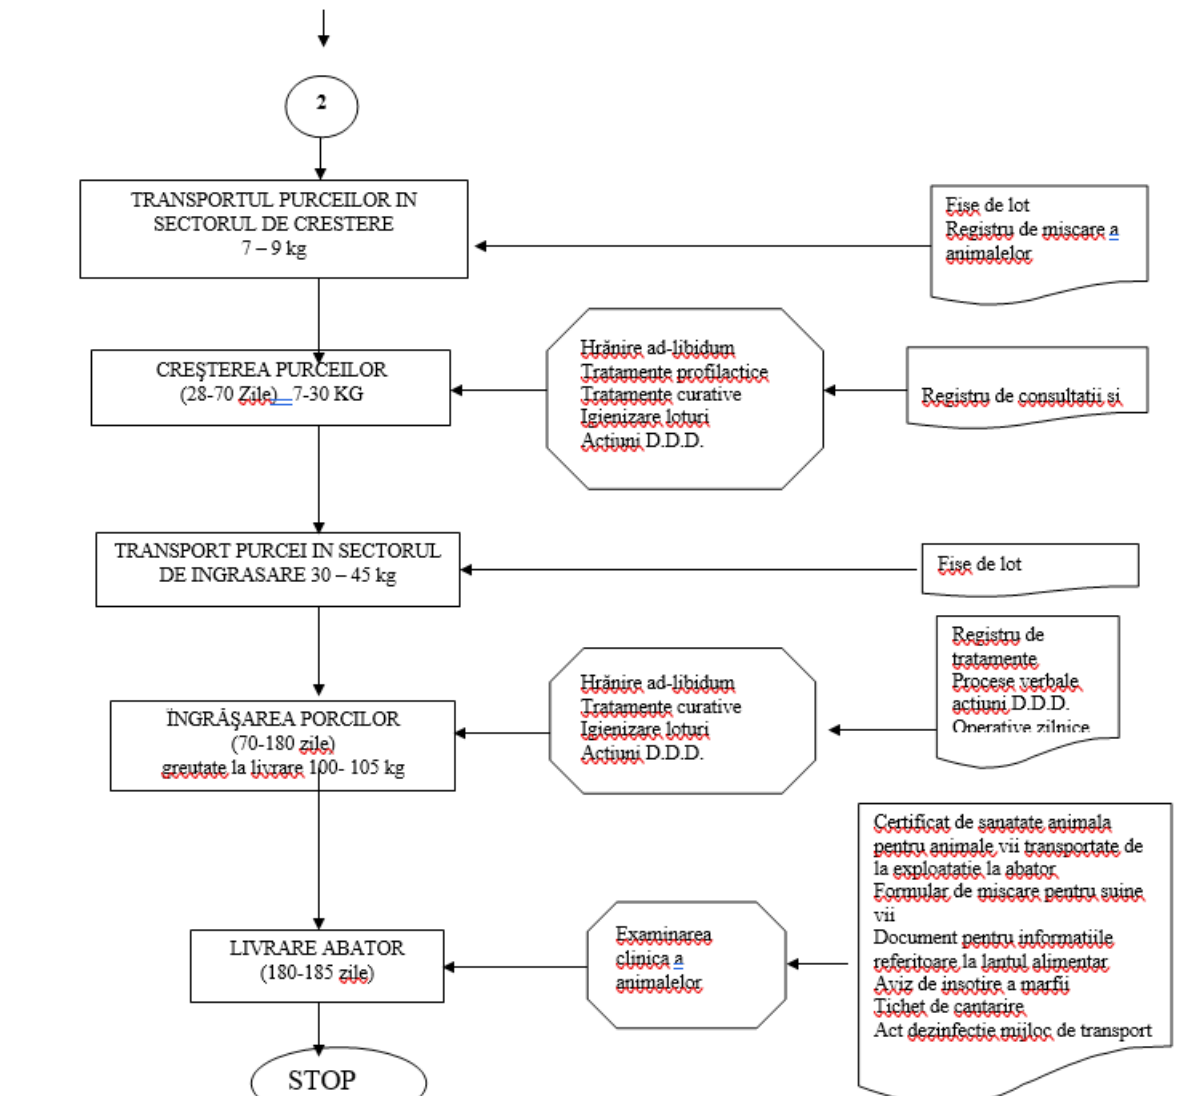 2
TRANSPORTUL PURCEILOR IN
SECTORUL DE CRESTERE
7 – 9 kg
Fise de lot
Registru de miscare a
animalelor
CREŞTEREA PURCEILOR
(28-70 Zile) 7-30 KG
Hrănire ad-libidum
Tratamente profilactice
Tratamente curative
Igienizare loturi
Actiuni D.D.D.
Registru de consultatii si
TRANSPORT PURCEI IN SECTORUL
DE INGRASARE 30 – 45 kg
Fise de lot
ÎNGRĂŞAREA PORCILOR
(70-180 zile)
greutate la livrare 100- 105 kg
Hrănire ad-libidum
Tratamente curative
Igienizare loturi
Actiuni D.D.D.
Registru de
tratamente
Procese verbale
actiuni D.D.D.
Operative zilnice
LIVRARE ABATOR
(180-185 zile)
Examinarea
clinica a
animalelor
Certificat de sanatate animala
pentru animale vii transportate de
la exploatatie la abator
Formular de miscare pentru suine
vii
Document pentru informatiile
referitoare la lantul alimentar
Aviz de insotire a marfii
Tichet de cantarire
Act dezinfectie mijloc de transport
STOP